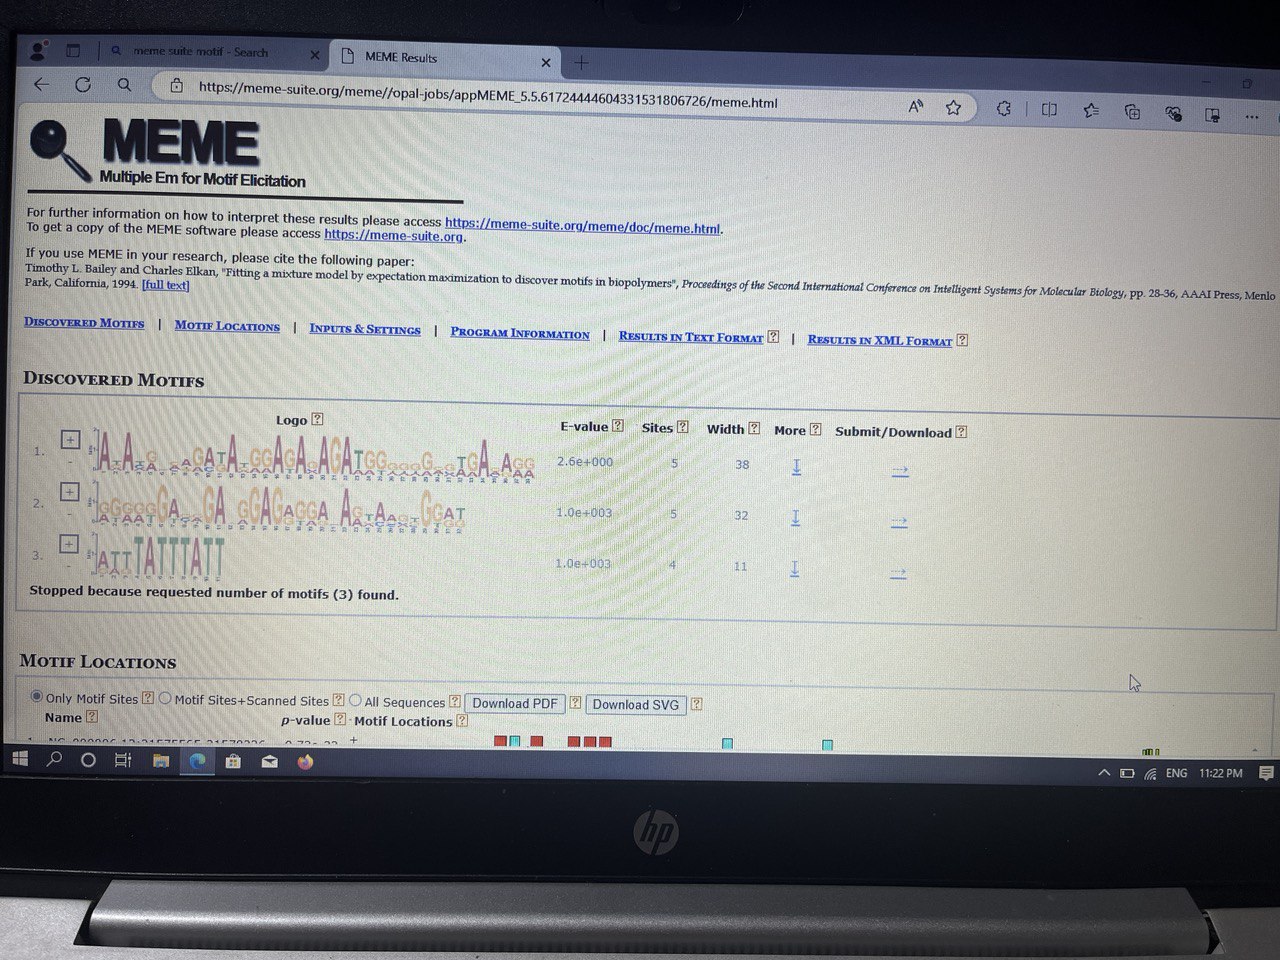 meme suite motif - Search
MEME Results
https://meme-suite.org/meme//opal-jobs/appMEME_5.5.61724444604331531806726/meme.html
MEME
Multiple Em for Motif Elicitation
For further information on how to interpret these results please access https://meme-suite.org/meme/doc/meme.html.
To get a copy of the MEME software please access https://meme-suite.org.
If you use MEME in your research, please cite the following paper:
Timothy L. Bailey and Charles Elkan, "Fitting a mixture model by expectation maximization to discover motifs in biopolymers", Proceedings of the Second International Conference on Intelligent Systems for Molecular Biology, pp. 28-36, AAAI Press, Menlo
Park, California, 1994. [full text]
DISCOVERED MOTIFS | MOTIF LOCATIONS | INPUTS & SETTINGS | PROGRAM INFORMATION | RESULTS IN TEXT FORMAT ? | RESULTS IN XML FORMAT ?
DISCOVERED MOTIFS
Logo ? E-value ? Sites ? Width ? More ? Submit/Download ?
1. 2.6e+000 5 38
2. 1.0e+003 5 32
3. TATTTATT 1.0e+003 4 11
Stopped because requested number of motifs (3) found.
MOTIF LOCATIONS
Only Motif Sites ? Motif Sites+Scanned Sites ? All Sequences ? Download PDF ? Download SVG ?
Name ? p-value ? Motif Locations ?
ENG 11:22 PM
hp